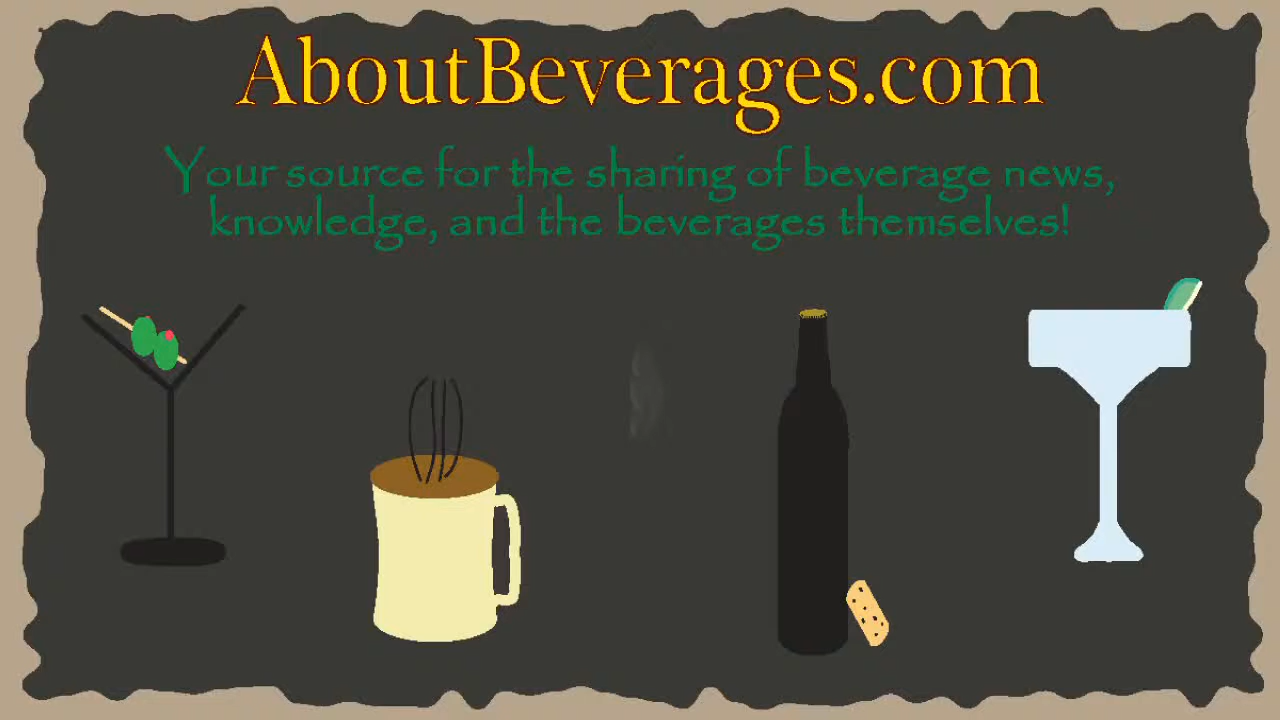 AboutBeverages.com
Your source for the sharing of beverage news,
knowledge, and the beverages themselves!